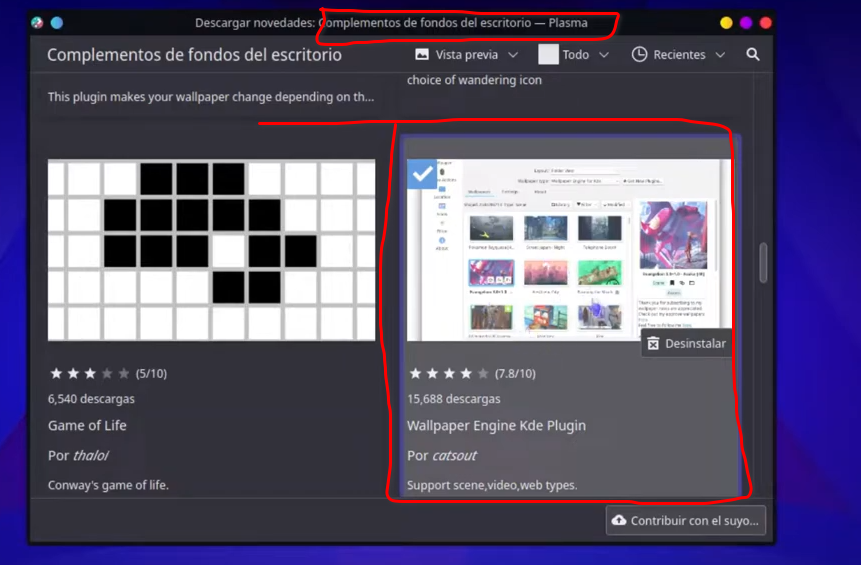 Descargar novedades: Complementos de fondos del escritorio — Plasma
Complementos de fondos del escritorio
Vista previa
Todo
Recientes
This plugin makes your wallpaper change depending on th...
choice of wandering icon
(5/10)
6,540 descargas
Game of Life
Por thaloi
Conway's game of life.
Desinstalar
(7.8/10)
15,688 descargas
Wallpaper Engine Kde Plugin
Por catsout
Support scene,video,web types.
Contribuir con el suyo...